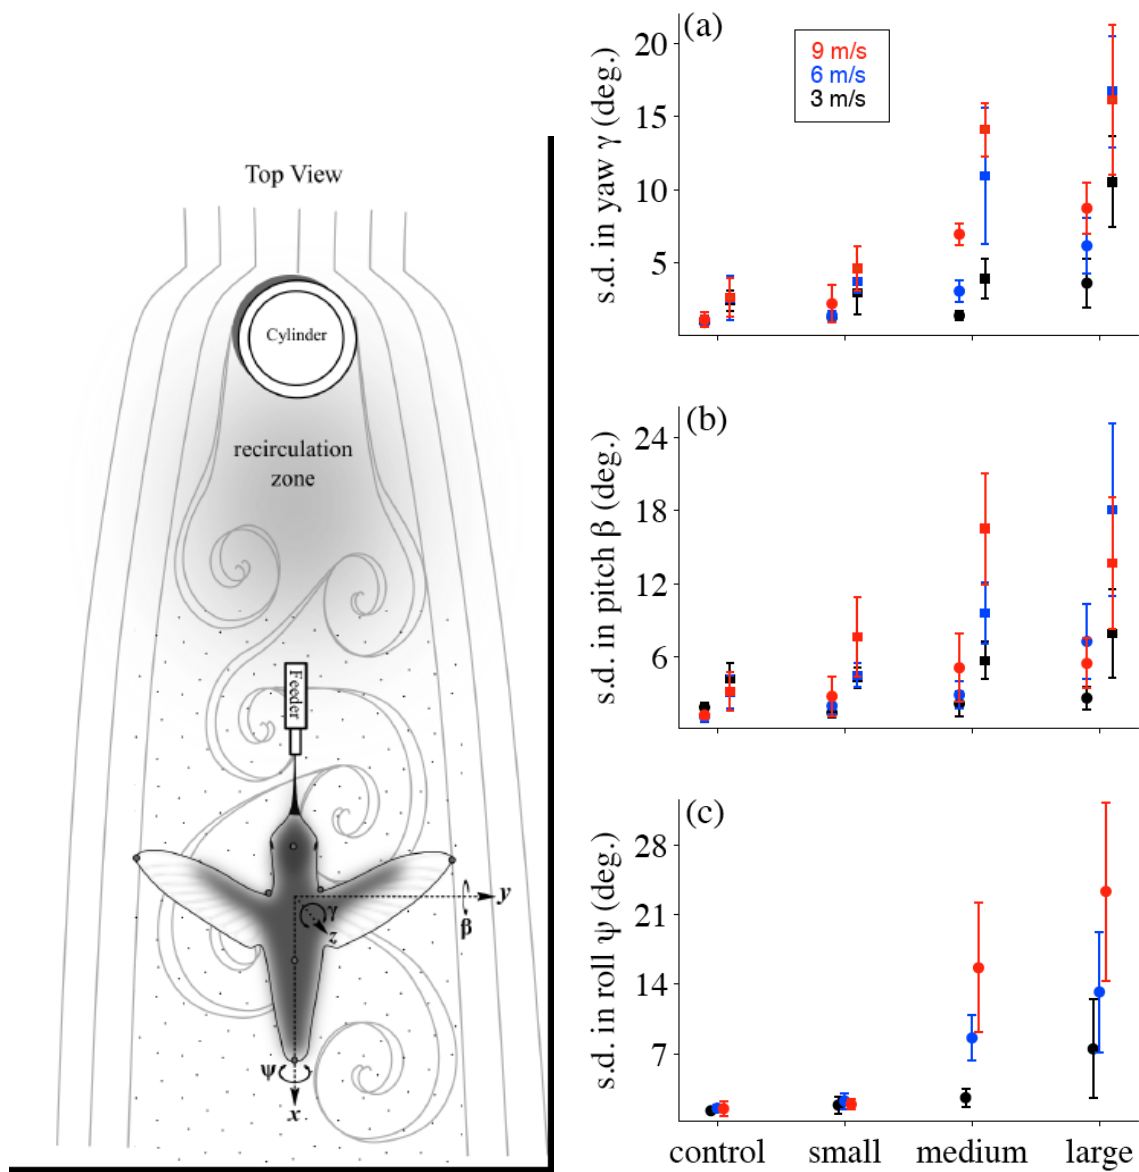 Top View
Cylinder
recirculation
zone
Feeder
y
β
γ
z
ψ
x
(a)
9 m/s
6 m/s
3 m/s
s.d. in yaw γ (deg.)
20
15
10
5
(b)
s.d. in pitch β (deg.)
24
18
12
6
(c)
s.d. in roll ψ (deg.)
28
21
14
7
control small medium large